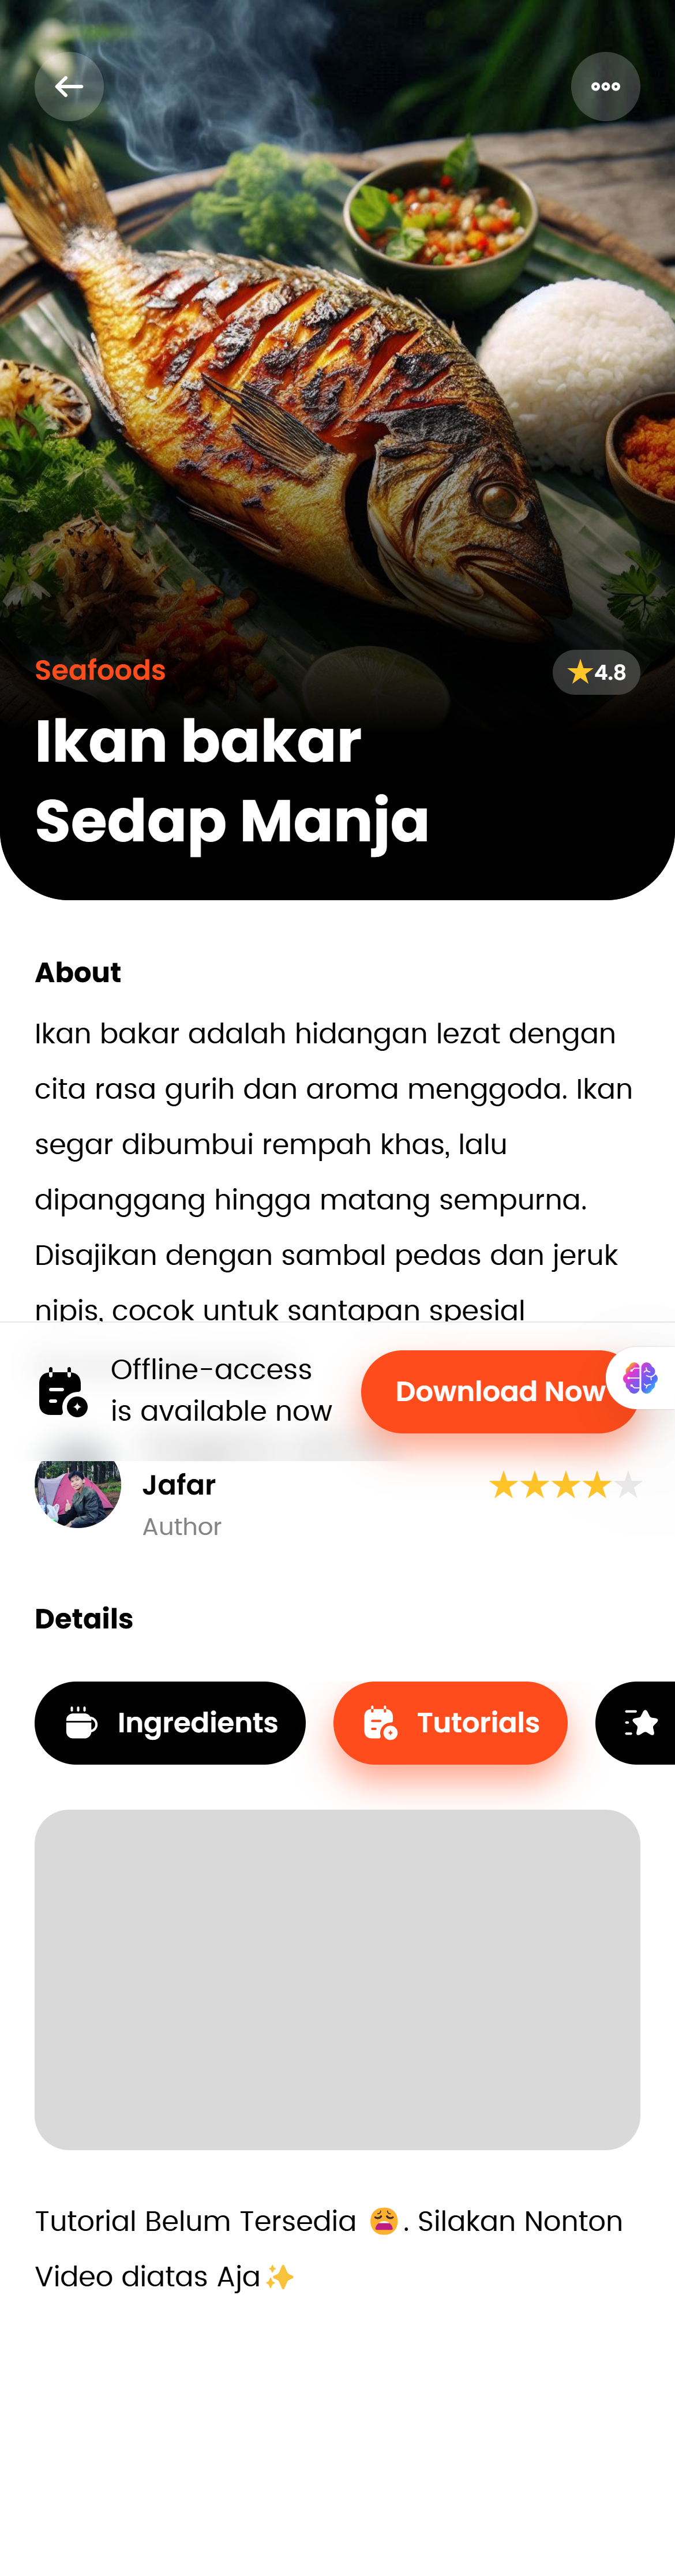 Seafoods
4.8
Ikan bakar
Sedap Manja
About
Ikan bakar adalah hidangan lezat dengan
cita rasa gurih dan aroma menggoda. Ikan
segar dibumbui rempah khas, lalu
dipanggang hingga matang sempurna.
Disajikan dengan sambal pedas dan jeruk
nipis, cocok untuk santapan spesial
Offline-access
is available now
Download Now
Jafar
Author
Details
Ingredients
Tutorials
Tutorial Belum Tersedia 😩. Silakan Nonton
Video diatas Aja✨